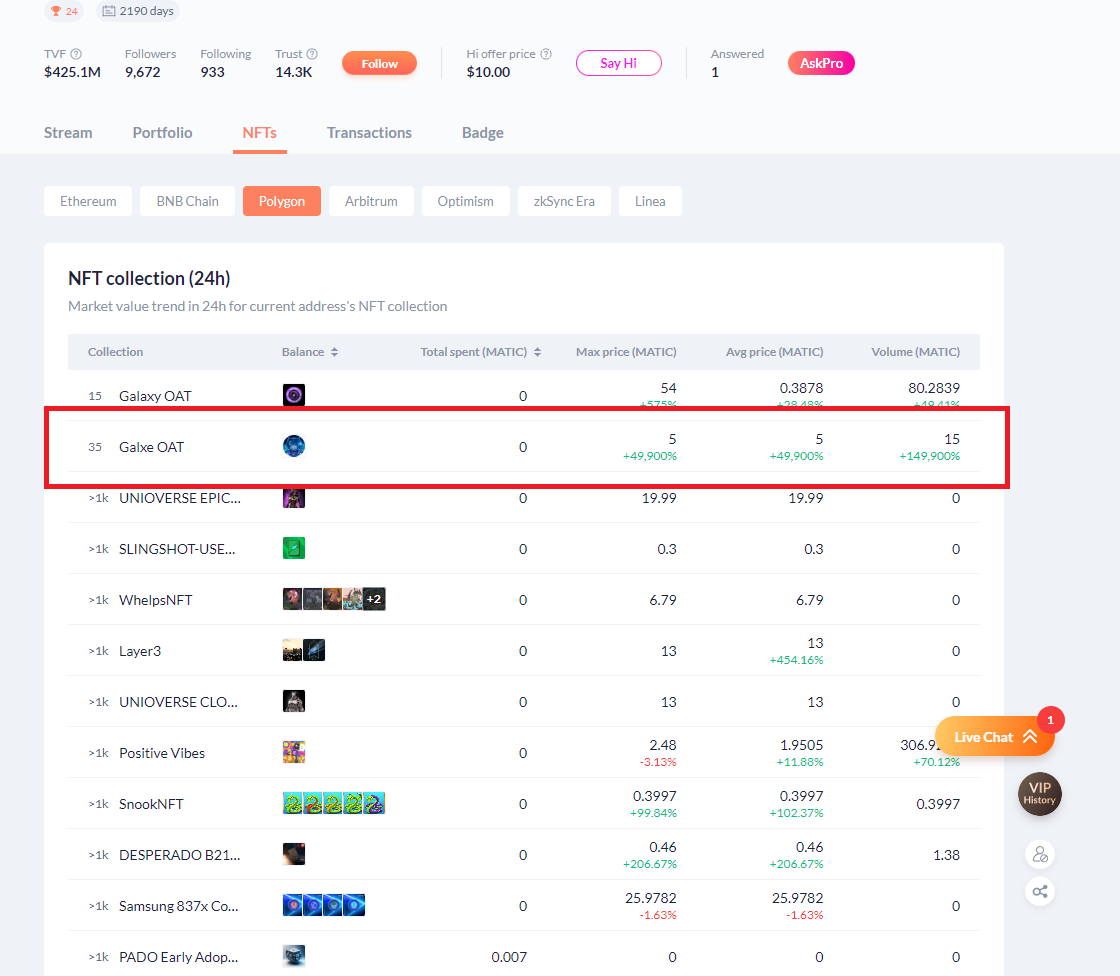 24 2190 days
TVF Followers Following Trust Follow Hi offer price Say Hi Answered AskPro
$425.1M 9,672 933 14.3K $10.00 1
Stream Portfolio NFTs Transactions Badge
Ethereum BNB Chain Polygon Arbitrum Optimism zkSync Era Linea
NFT collection (24h)
Market value trend in 24h for current address's NFT collection
Collection Balance Total spent (MATIC) Max price (MATIC) Avg price (MATIC) Volume (MATIC)
15 Galaxy OAT 0 54 0.3878 80.2839
+575% +28.48% +49.41%
35 Galxe OAT 0 5 5 15
+49,900% +49,900% +149,900%
>1k UNIOVERSE EPIC... 0 19.99 19.99 0
>1k SLINGSHOT-USE... 0 0.3 0.3 0
>1k WhelpsNFT +2 0 6.79 6.79 0
>1k Layer3 0 13 13 0
+454.16%
>1k UNIOVERSE CLO... 0 13 13 0
>1k Positive Vibes 0 2.48 1.9505
-3.13% +11.88% +70.12%
Live Chat 1
VIP
History
>1k SnookNFT 0 0.3997 0.3997 0.3997
+99.84% +102.37%
>1k DESPERADO B21... 0 0.46 0.46 1.38
+206.67% +206.67%
>1k Samsung 837x Co... 0 25.9782 25.9782 0
-1.63% -1.63%
>1k PADO Early Adop... 0.007 0 0 0